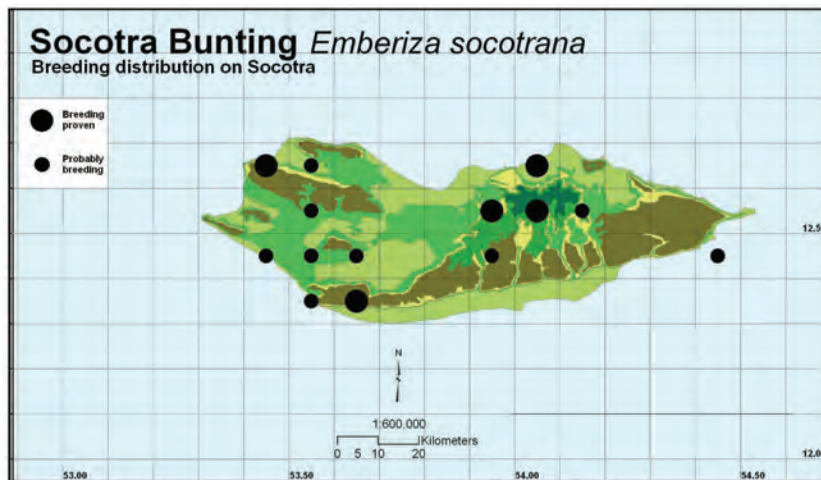 Socotra Bunting Emberiza socotrana
Breeding distribution on Socotra
Breeding
proven
Probably
breeding
12.5
N
1:600,000
Kilometers
0 5 10 20
12.0
53.00 53.50 54.00 54.50